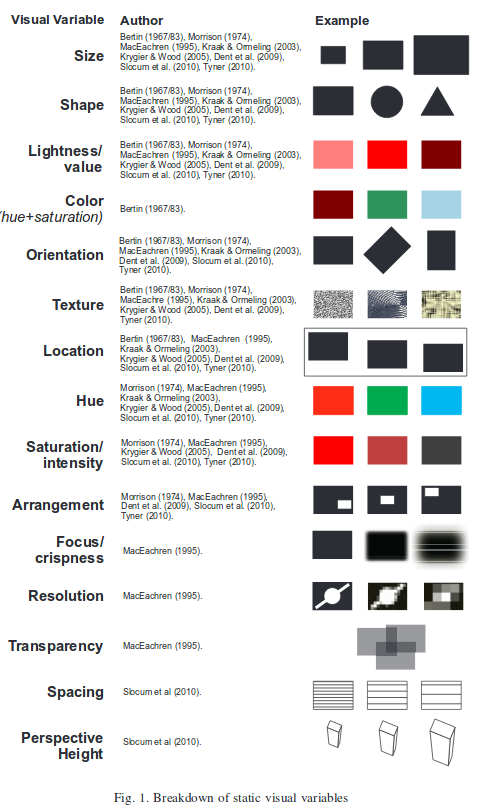 Visual Variable Author Example
Size
Bertin (1967/83), Morrison (1974),
MacEachren (1995), Kraak & Ormeling (2003),
Krygier & Wood (2005), Dent et al. (2009),
Slocum et al. (2010), Tyner (2010).
Shape
Bertin (1967/83), Morrison (1974),
MacEachren (1995), Kraak & Ormeling (2003),
Krygier & Wood (2005), Dent et al. (2009),
Slocum et al. (2010), Tyner (2010).
Lightness/
value
Bertin (1967/83), Morrison (1974),
MacEachren (1995), Kraak & Ormeling (2003),
Krygier & Wood (2005), Dent et al. (2009),
Slocum et al. (2010), Tyner (2010).
Color
(hue+saturation)
Bertin (1967/83).
Orientation
Bertin (1967/83), Morrison (1974),
MacEachren (1995), Kraak & Ormeling (2003),
Dent et al. (2009), Slocum et al. (2010),
Tyner (2010).
Texture
Bertin (1967/83), Morrison (1974),
MacEachre (1995), Kraak & Ormeling (2003),
Krygier & Wood (2005), Dent et al. (2009),
Tyner (2010).
Location
Bertin (1967/83), MacEachren (1995),
Kraak & Ormeling (2003),
Krygier & Wood (2005), Dent et al. (2009),
Slocum et al. (2010), Tyner (2010).
Hue
Morrison (1974), MacEachren (1995),
Kraak & Ormeling (2003),
Krygier & Wood (2005), Dent et al. (2009),
Slocum et al. (2010), Tyner (2010).
Saturation/
intensity
Morrison (1974), MacEachren (1995),
Krygier & Wood (2005), Dent et al. (2009),
Slocum et al. (2010), Tyner (2010).
Arrangement
Morrison (1974), MacEachren (1995),
Dent et al. (2009), Slocum et al. (2010),
Tyner (2010).
Focus/
crispness
MacEachren (1995).
Resolution
MacEachren (1995).
Transparency
MacEachren (1995).
Spacing
Slocum et al (2010).
Perspective
Height
Slocum et al (2010).
Fig. 1. Breakdown of static visual variables